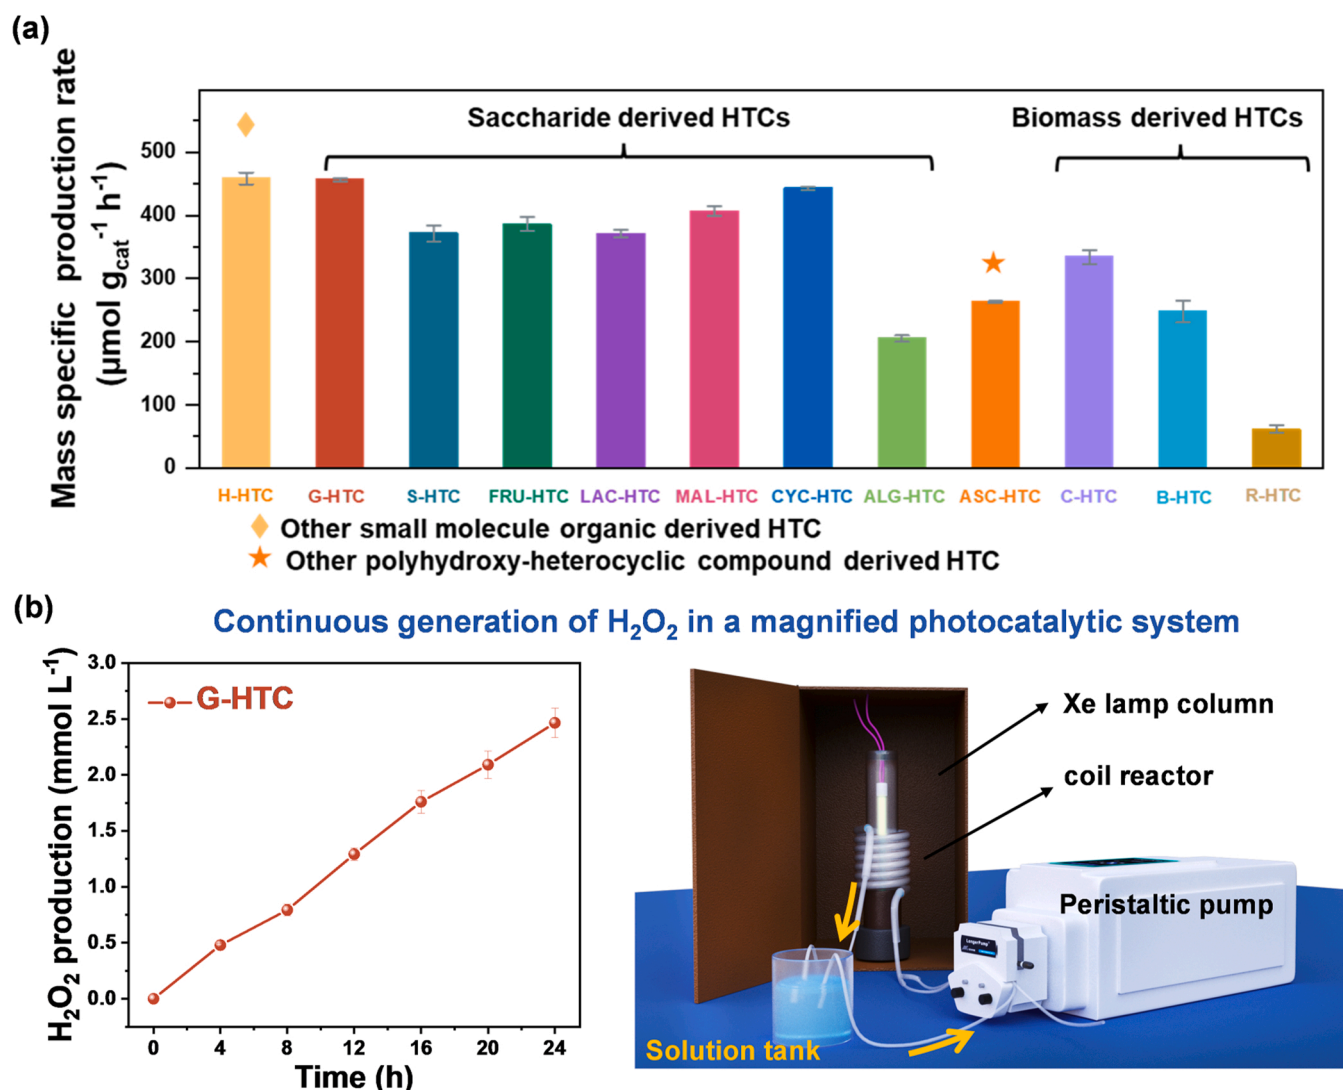 (a)
Mass specific production rate
(μmol g_cat⁻¹ h⁻¹)
500
400
300
200
100
0
Saccharide derived HTCs
Biomass derived HTCs
H-HTC G-HTC S-HTC FRU-HTC LAC-HTC MAL-HTC CYC-HTC ALG-HTC ASC-HTC C-HTC B-HTC R-HTC
Other small molecule organic derived HTC
Other polyhydroxy-heterocyclic compound derived HTC
(b)
Continuous generation of H₂O₂ in a magnified photocatalytic system
H₂O₂ production (mmol L⁻¹)
3.0
2.5
2.0
1.5
1.0
0.5
0.0
G-HTC
0 4 8 12 16 20 24
Time (h)
Xe lamp column
coil reactor
Peristaltic pump
LongerPump
Solution tank